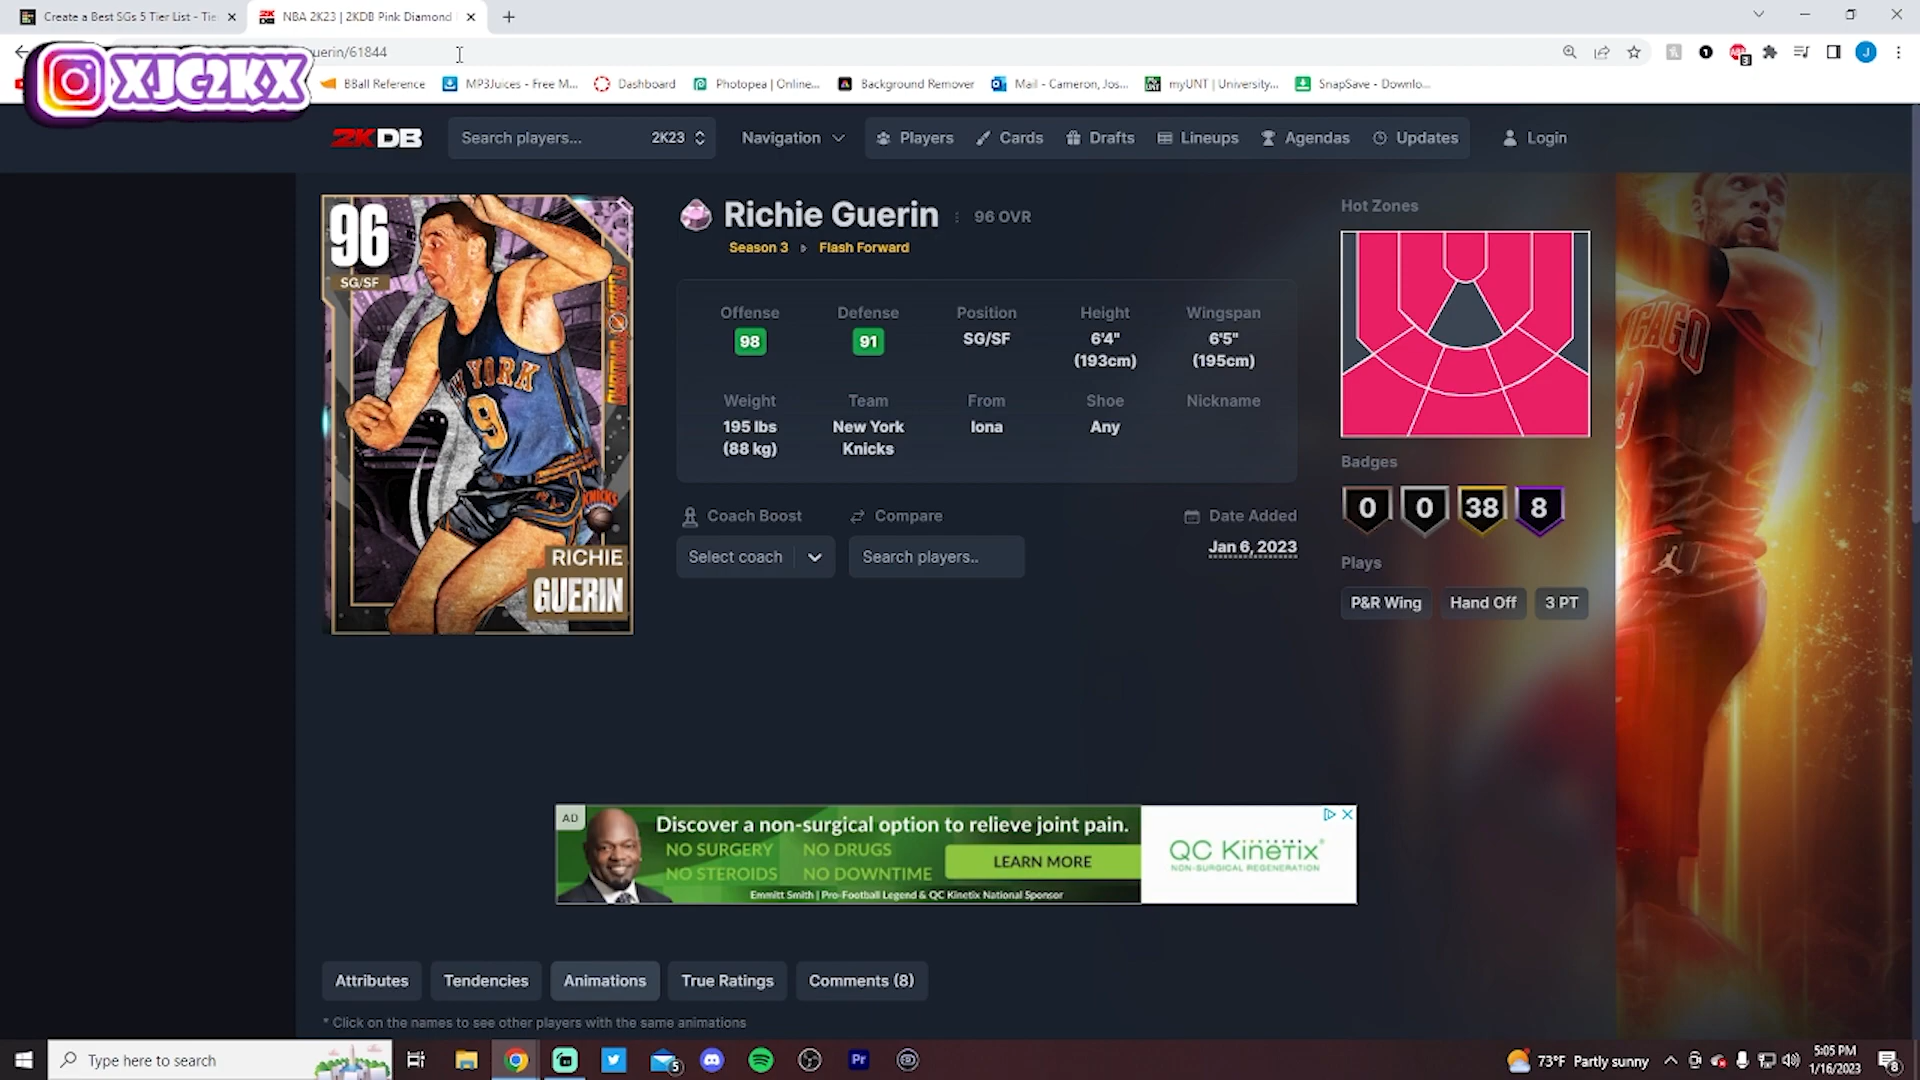 Create a Best SGs 5 Tier List - Tie
NBA 2K23 | 2KDB Pink Diamond
uerin/61844
XJC2KX
BBall Reference
MP3Juices - Free M...
Dashboard
Photopea | Online...
Background Remover
Mail - Cameron, Jos...
myUNT | University...
SnapSave - Downlo...
2KDB
Search players...
2K23
Navigation
Players
Cards
Drafts
Lineups
Agendas
Updates
Login
96
SG/SF
YORK
9
KNICKS
RICHIE
GUERIN
Richie Guerin
96 OVR
Season 3
Flash Forward
Offense
Defense
Position
Height
Wingspan
98
91
SG/SF
6'4"
(193cm)
6'5"
(195cm)
Weight
Team
From
Shoe
Nickname
195 lbs
(88 kg)
New York
Knicks
Iona
Any
Coach Boost
Compare
Date Added
Select coach
Search players..
Jan 6, 2023
Hot Zones
Badges
0
0
38
8
Plays
P&R Wing
Hand Off
3 PT
AD
Discover a non-surgical option to relieve joint pain.
NO SURGERY
NO DRUGS
NO STEROIDS
NO DOWNTIME
LEARN MORE
Emmitt Smith | Pro-Football Legend & QC Kinetix National Sponsor
QC Kinetix
NON-SURGICAL REGENERATION
Attributes
Tendencies
Animations
True Ratings
Comments (8)
* Click on the names to see other players with the same animations
Type here to search
5
Pr
73°F Partly sunny
5:05 PM
1/16/2023
8